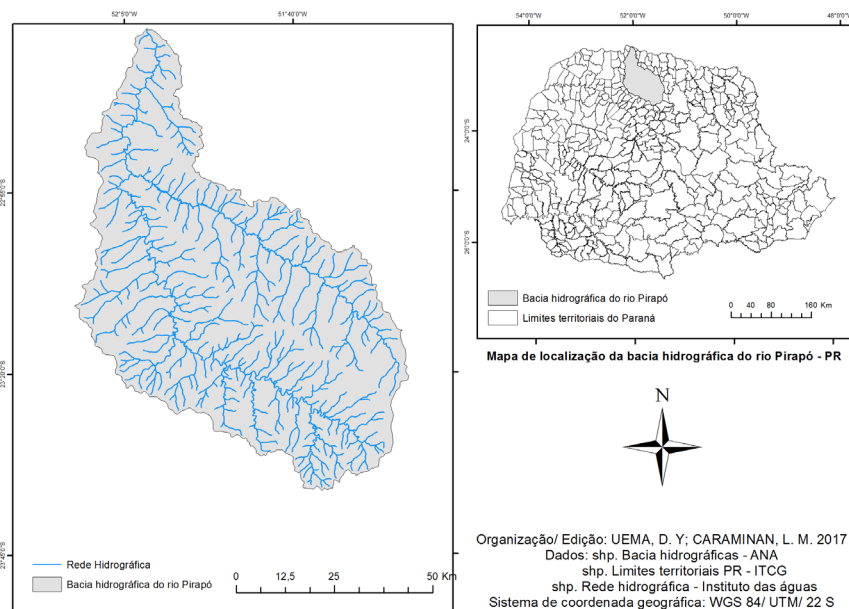 52°5'0"W
51°40'0"W
22°55'0"S
23°20'0"S
23°45'0"S
Rede Hidrográfica
Bacia hidrográfica do rio Pirapó
0 12,5 25 50 Km
54°0'0"W 52°0'0"W 50°0'0"W 48°0'0"W
24°0'0"S
26°0'0"S
Bacia hidrográfica do rio Pirapó
Limites territoriais do Paraná
0 40 80 160 Km
Mapa de localização da bacia hidrográfica do rio Pirapó - PR
N
Organização/ Edição: UEMA, D. Y; CARAMINAN, L. M. 2017
Dados: shp. Bacia hidrográficas - ANA
shp. Limites territoriais PR - ITCG
shp. Rede hidrográfica - Instituto das águas
Sistema de coordenada geográfica: WGS 84/ UTM/ 22 S